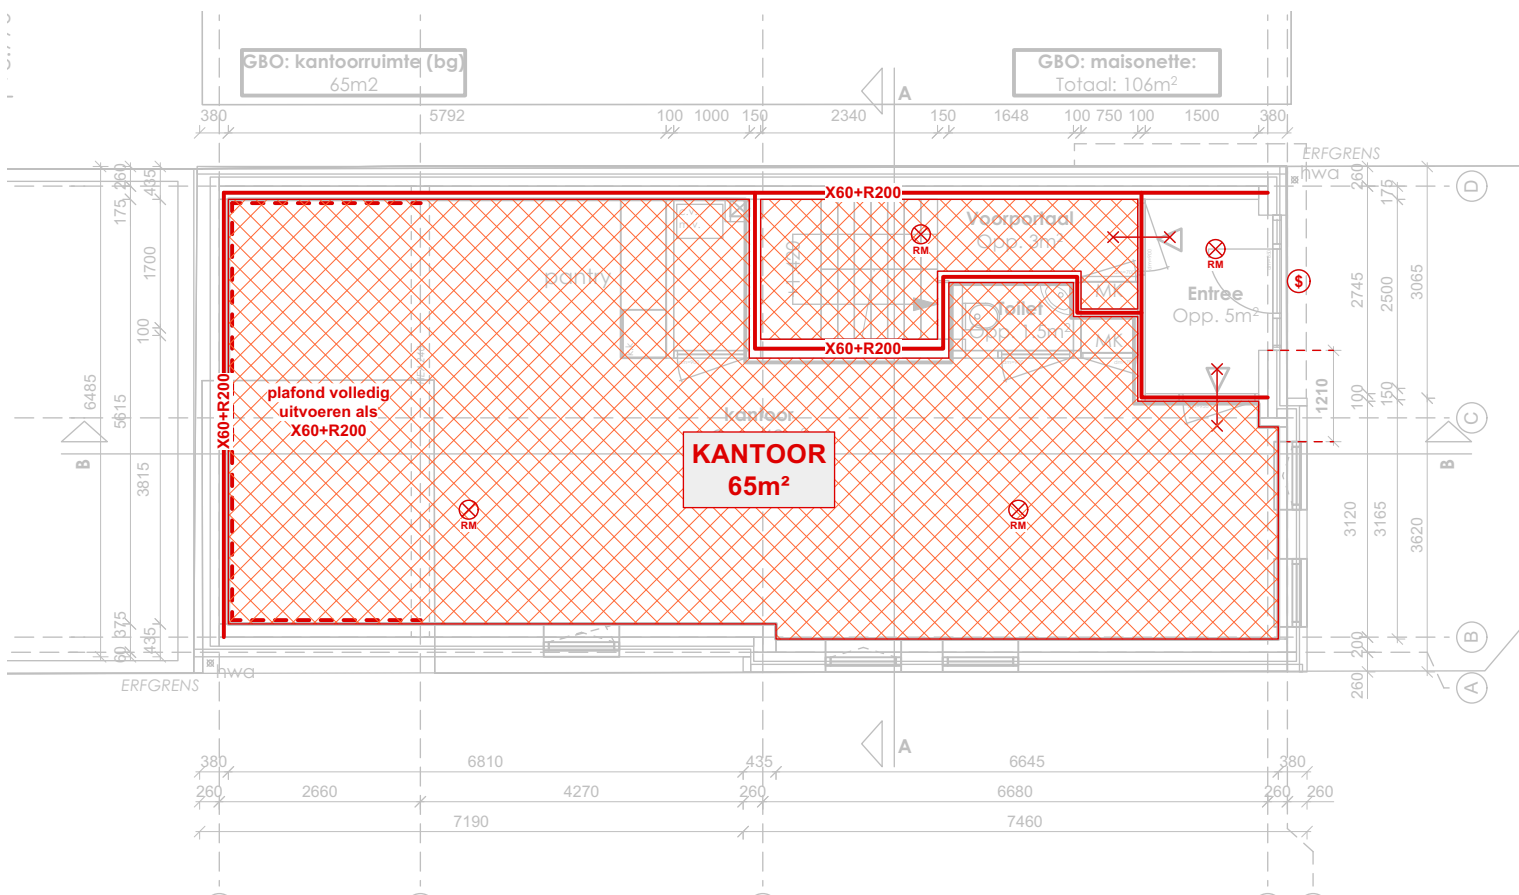 GBO: kantoorruimte (bg)
65m2
GBO: maisonette:
Totaal: 106m²
A
380
5792
100
1000
150
2340
150
1648
100
750
100
1500
380
ERFGRENS
hwa
260
435
175
1700
100
6485
5615
3815
375
435
60
X60+R200
X60+R200
X60+R200
Voorportaal
Opp. 3m²
RM
RM
$
pantry
MK
toilet
Opp. 1.5m²
MK
Entree
Opp. 5m²
plafond volledig
uitvoeren als
X60+R200
kantoor
KANTOOR
65m²
RM
RM
B
B
260
175
2745
2500
3065
100
150
1210
3120
3165
3620
200
260
D
C
B
A
hwa
ERFGRENS
A
380
6810
435
6645
380
260
2660
4270
260
6680
260
260
7190
7460